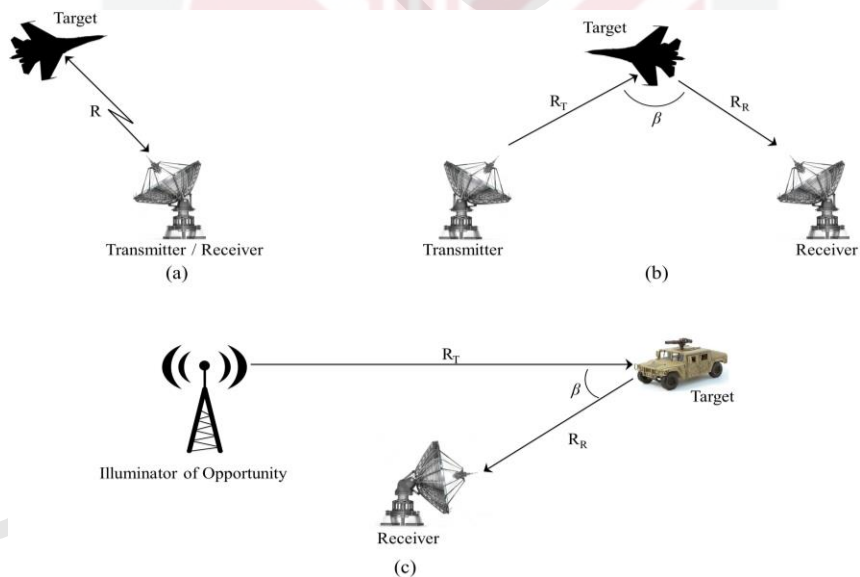 Target
R
Transmitter / Receiver
(a)
Target
R_T
β
R_R
Transmitter
Receiver
(b)
R_T
β
R_R
Target
Illuminator of Opportunity
Receiver
(c)